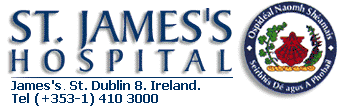 ST. JAMES'S
HOSPITAL
James's. St. Dublin 8. Ireland.
Tel (+353-1) 410 3000
Ospidéal Naomh Shéamais
Seirbhís Dé agus A Phobail